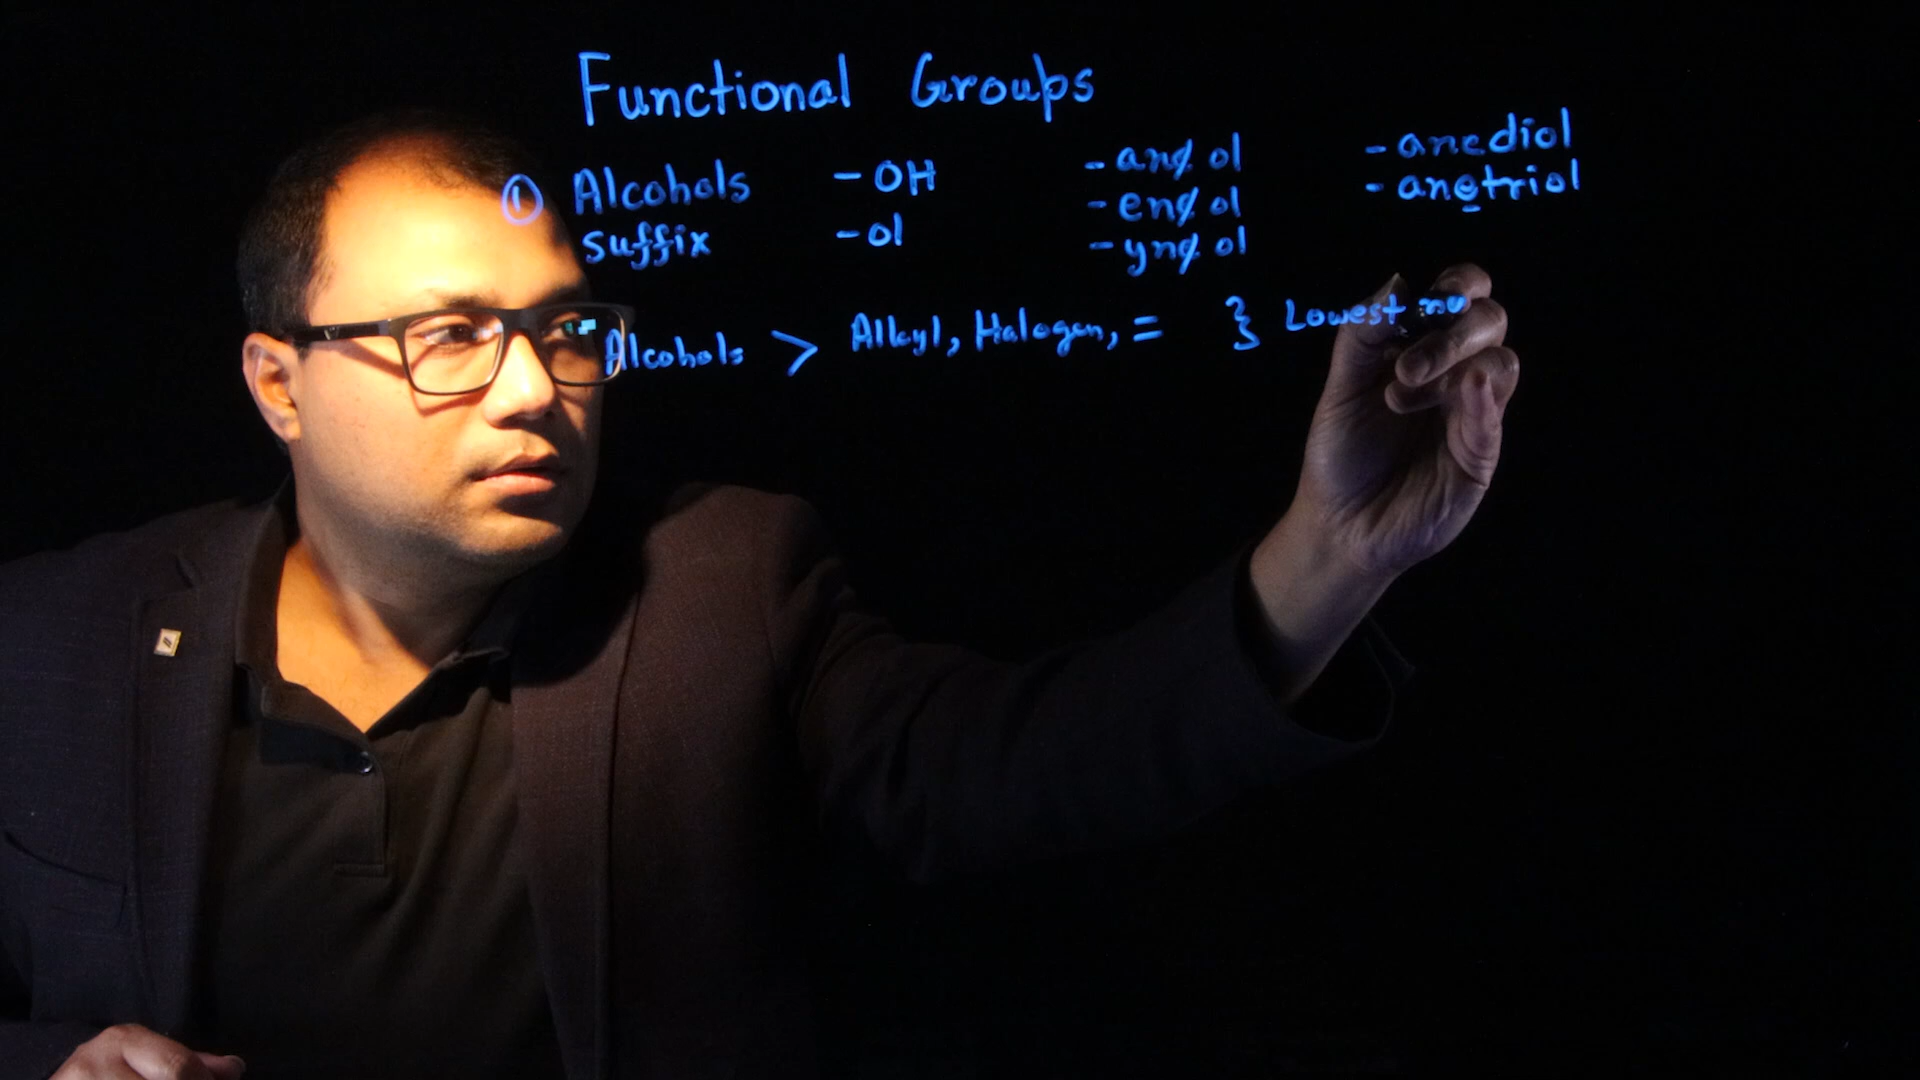 Functional Groups
① Alcohols -OH -ane ol -anediol
suffix -ol -ene ol -anetriol
-yne ol
Alcohols > Alkyl, Halogen, = } Lowest nu